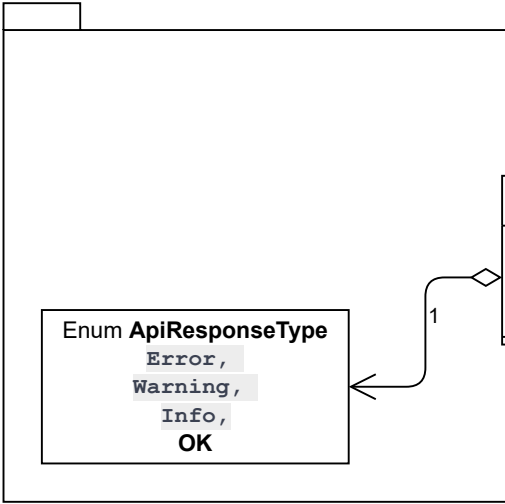 1
Enum ApiResponseType
Error,
Warning,
Info,
OK